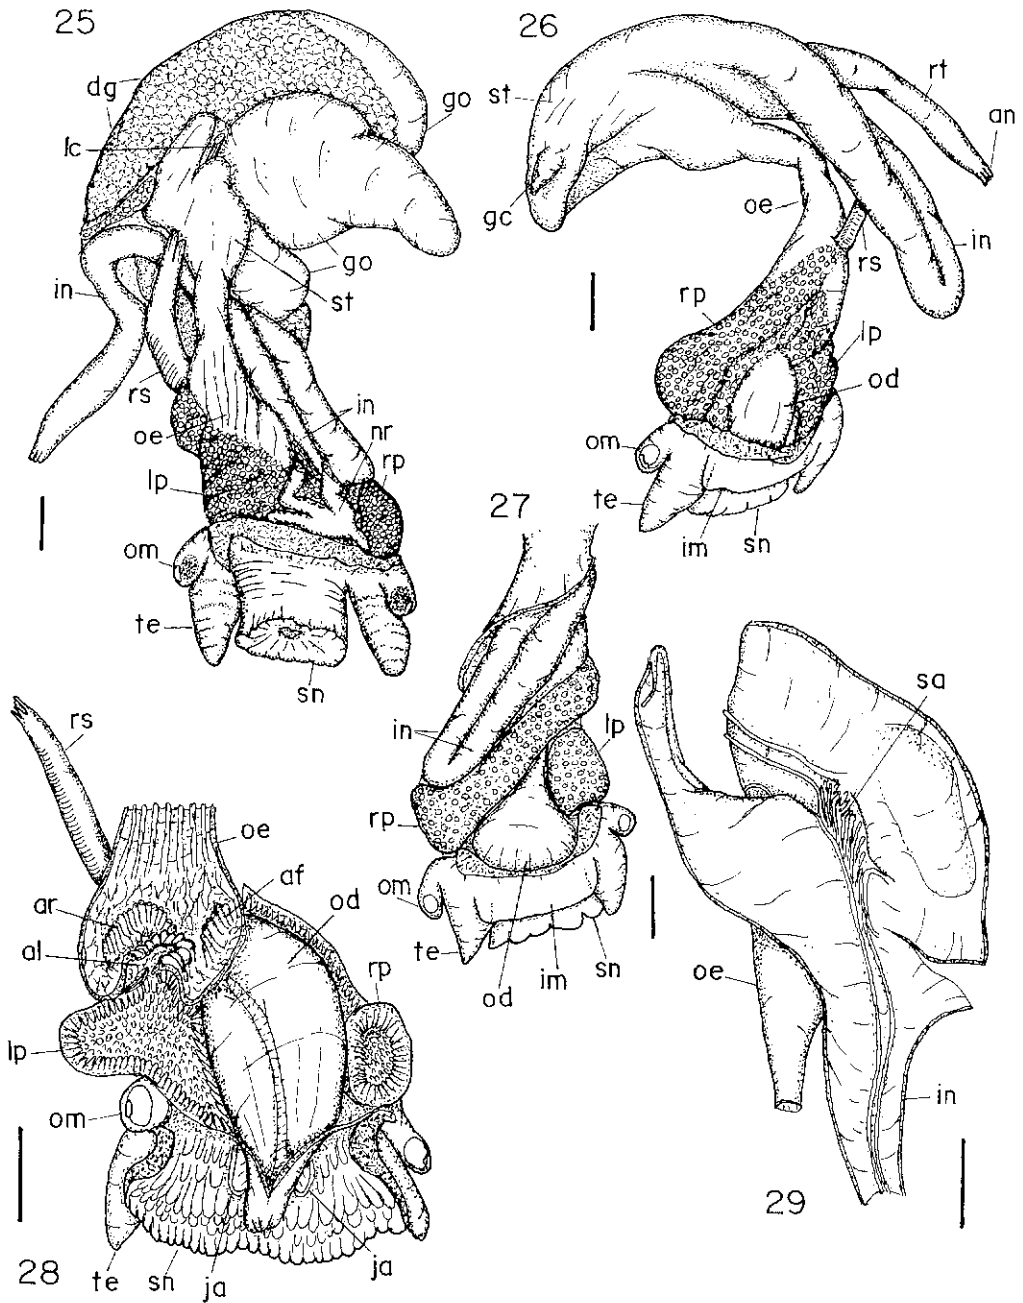 25
dg
go
fc
go
st
in
rs
oe
in
nr
rp
lp
om
te
sn
26
st
rt
an
gc
oe
in
rs
rp
lp
od
om
te
im
sn
27
in
lp
rp
om
te
od
im
sn
28
rs
oe
af
od
ar
al
rp
lp
om
te
sn
ja
ja
29
sa
oe
in